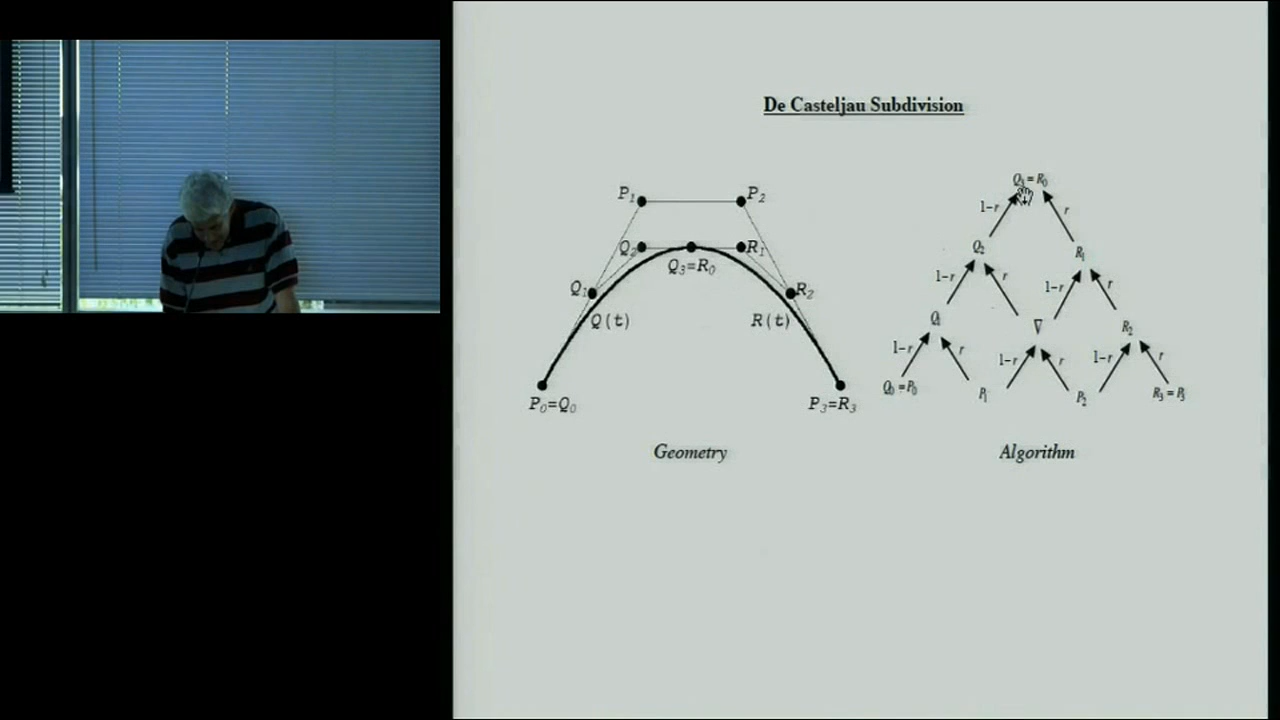 De Casteljau Subdivision
P₁ P₂
Q₂ R₁
Q₃=R₀
Q₁ R₂
Q(t) R(t)
P₀=Q₀ P₃=R₃
Geometry
Q₃=R₀
1-r r
Q₂ R₁
1-r r 1-r r
Q₁ ∇ R₂
1-r r 1-r r 1-r r
Q₀=P₀ P₁ P₂ R₃=P₃
Algorithm